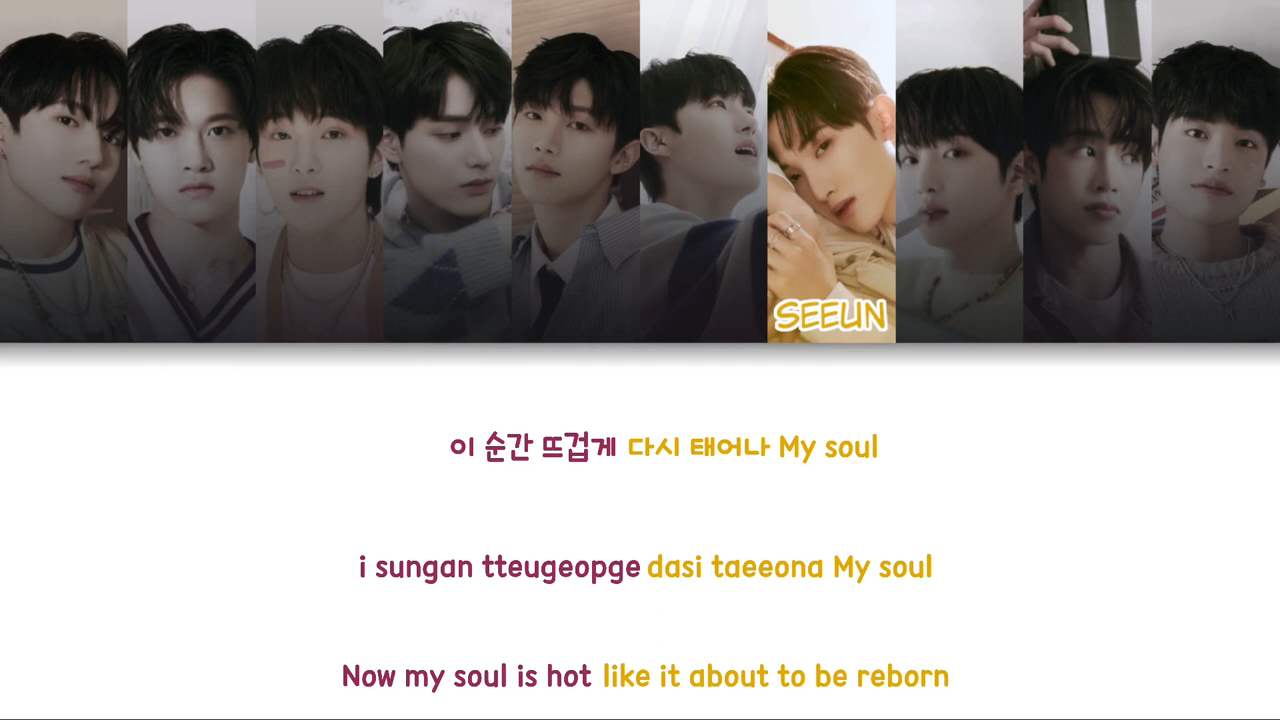 SEEUN
이 순간 뜨겁게 다시 태어나 My soul
i sungan tteugeopge dasi taeeona My soul
Now my soul is hot like it about to be reborn